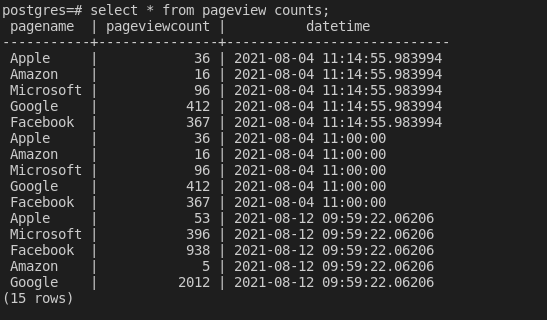 postgres=# select * from pageview counts;
 pagename  | pageviewcount |          datetime
-----------+---------------+----------------------------
 Apple     |            36 | 2021-08-04 11:14:55.983994
 Amazon    |            16 | 2021-08-04 11:14:55.983994
 Microsoft |            96 | 2021-08-04 11:14:55.983994
 Google    |           412 | 2021-08-04 11:14:55.983994
 Facebook  |           367 | 2021-08-04 11:14:55.983994
 Apple     |            36 | 2021-08-04 11:00:00
 Amazon    |            16 | 2021-08-04 11:00:00
 Microsoft |            96 | 2021-08-04 11:00:00
 Google    |           412 | 2021-08-04 11:00:00
 Facebook  |           367 | 2021-08-04 11:00:00
 Apple     |            53 | 2021-08-12 09:59:22.06206
 Microsoft |           396 | 2021-08-12 09:59:22.06206
 Facebook  |           938 | 2021-08-12 09:59:22.06206
 Amazon    |             5 | 2021-08-12 09:59:22.06206
 Google    |          2012 | 2021-08-12 09:59:22.06206
(15 rows)